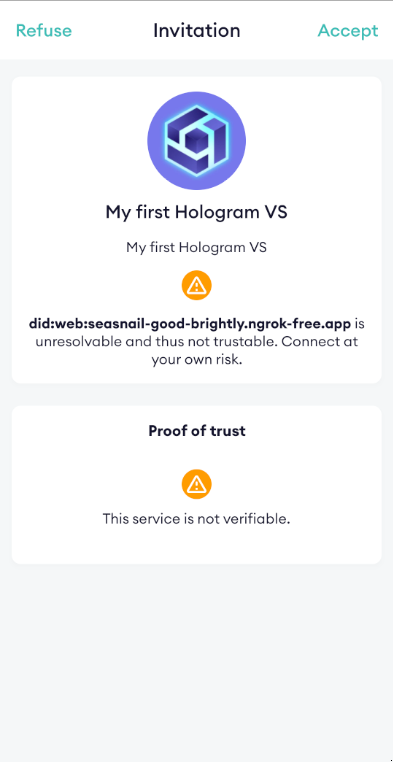 Refuse
Invitation
Accept
My first Hologram VS
My first Hologram VS
did:web:seasnail-good-brightly.ngrok-free.app is
unresolvable and thus not trustable. Connect at
your own risk.
Proof of trust
This service is not verifiable.